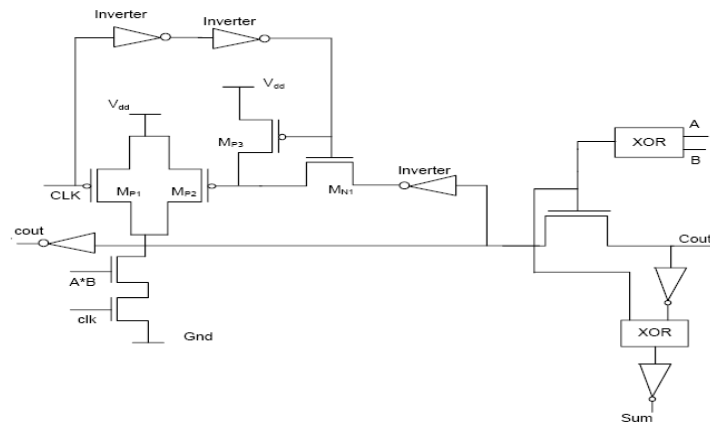 Inverter
Inverter
Vdd
Vdd
A
XOR
B
MP3
Inverter
CLK
MP1
MP2
MN1
cout
Cout
A*B
clk
Gnd
XOR
Sum